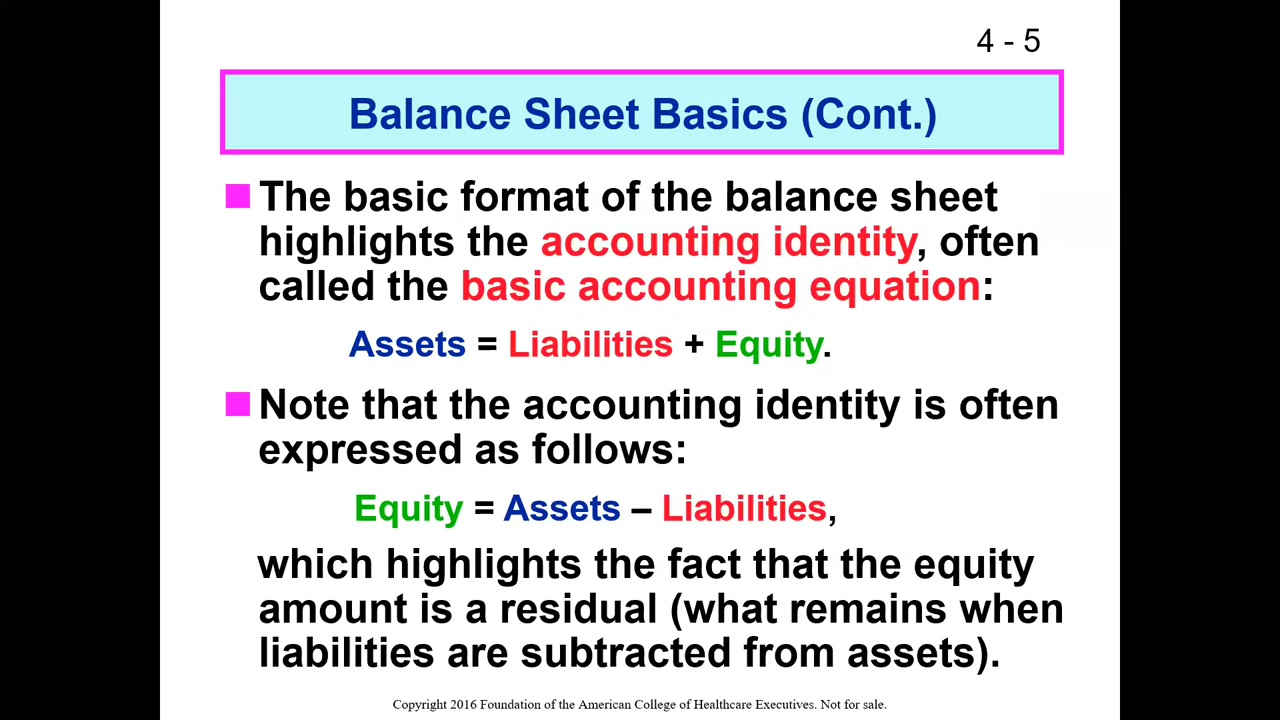 4 - 5
Balance Sheet Basics (Cont.)
The basic format of the balance sheet
highlights the accounting identity, often
called the basic accounting equation:
Assets = Liabilities + Equity.
Note that the accounting identity is often
expressed as follows:
Equity = Assets – Liabilities,
which highlights the fact that the equity
amount is a residual (what remains when
liabilities are subtracted from assets).
Copyright 2016 Foundation of the American College of Healthcare Executives. Not for sale.